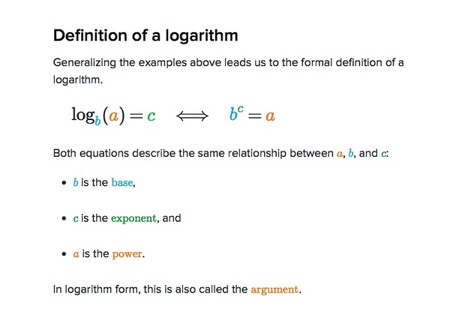 Definition of a logarithm
Generalizing the examples above leads us to the formal definition of a
logarithm.
log_b(a) = c ⟺ b^c = a
Both equations describe the same relationship between a, b, and c:
• b is the base,
• c is the exponent, and
• a is the power.
In logarithm form, this is also called the argument.